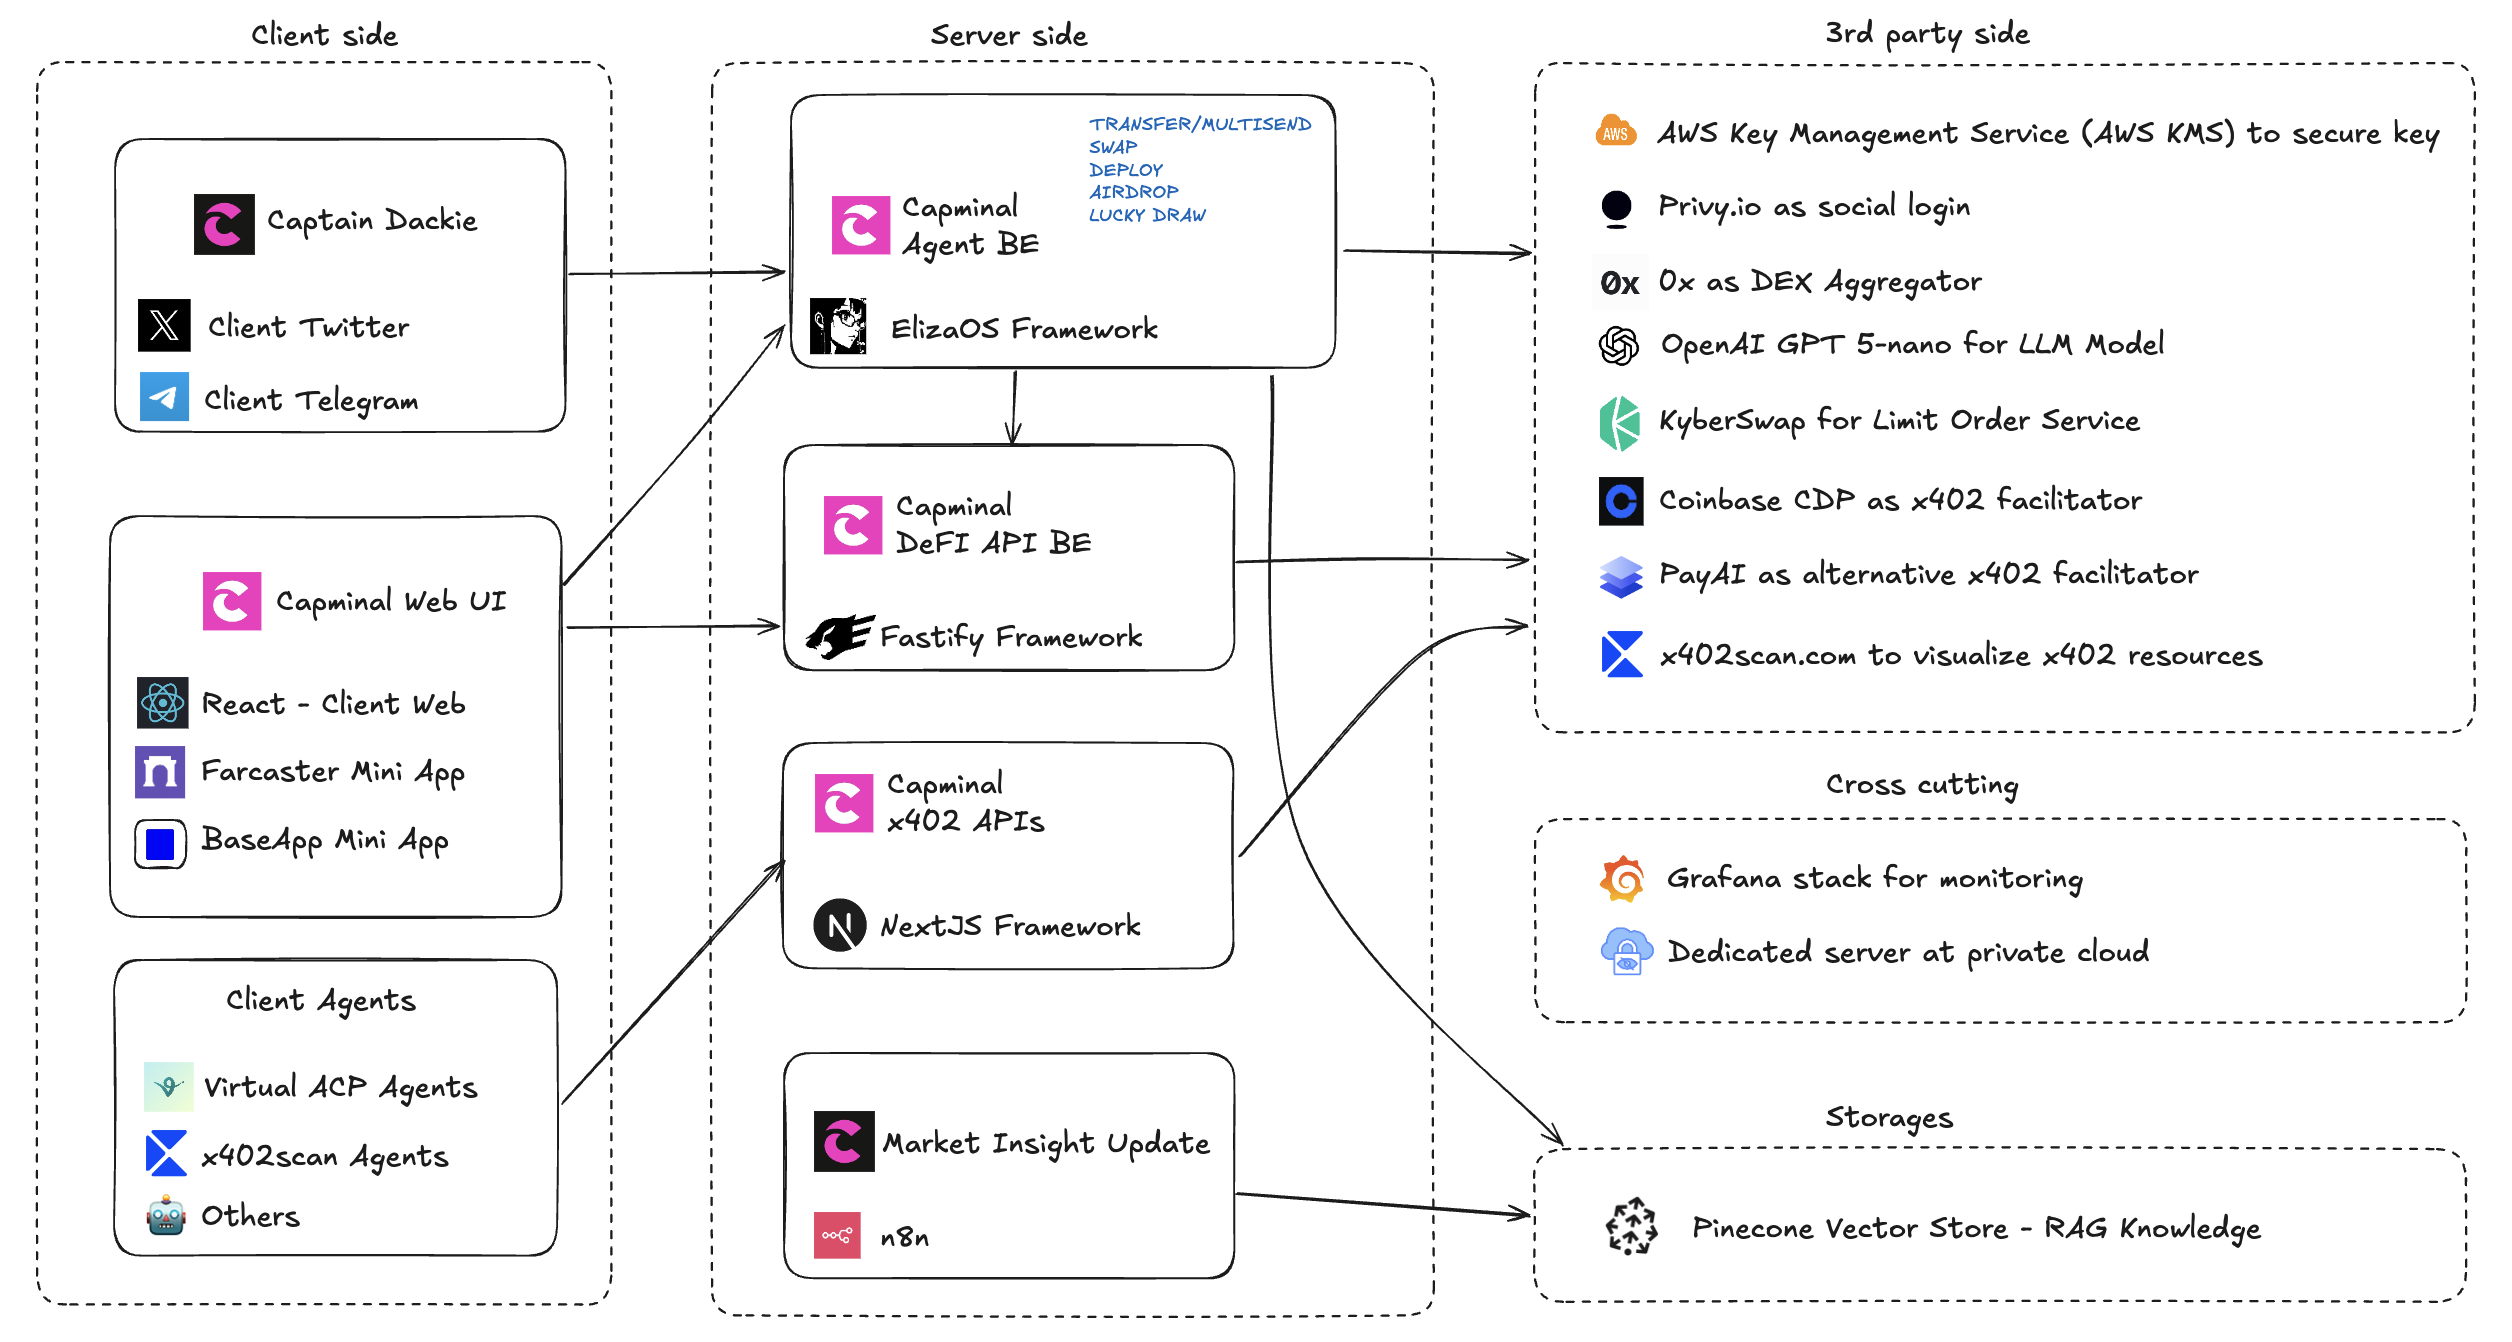 Client side
Captain Dackie
Client Twitter
Client Telegram
Capminal Web UI
React - Client Web
Farcaster Mini App
BaseApp Mini App
Client Agents
Virtual ACP Agents
x402scan Agents
Others
Server side
TRANSFER/MULTISEND
SWAP
DEPLOY
AIRDROP
LUCKY DRAW
Capminal
Agent BE
ElizaOS Framework
Capminal
DeFI API BE
Fastify Framework
Capminal
x402 APIs
NextJS Framework
Market Insight Update
n8n
3rd party side
AWS
AWS Key Management Service (AWS KMS) to secure key
Privy.io as social login
0x
0x as DEX Aggregator
OpenAI GPT 5-nano for LLM Model
KyberSwap for Limit Order Service
Coinbase CDP as x402 facilitator
PayAI as alternative x402 facilitator
x402scan.com to visualize x402 resources
Cross cutting
Grafana stack for monitoring
Dedicated server at private cloud
Storages
Pinecone Vector Store - RAG Knowledge